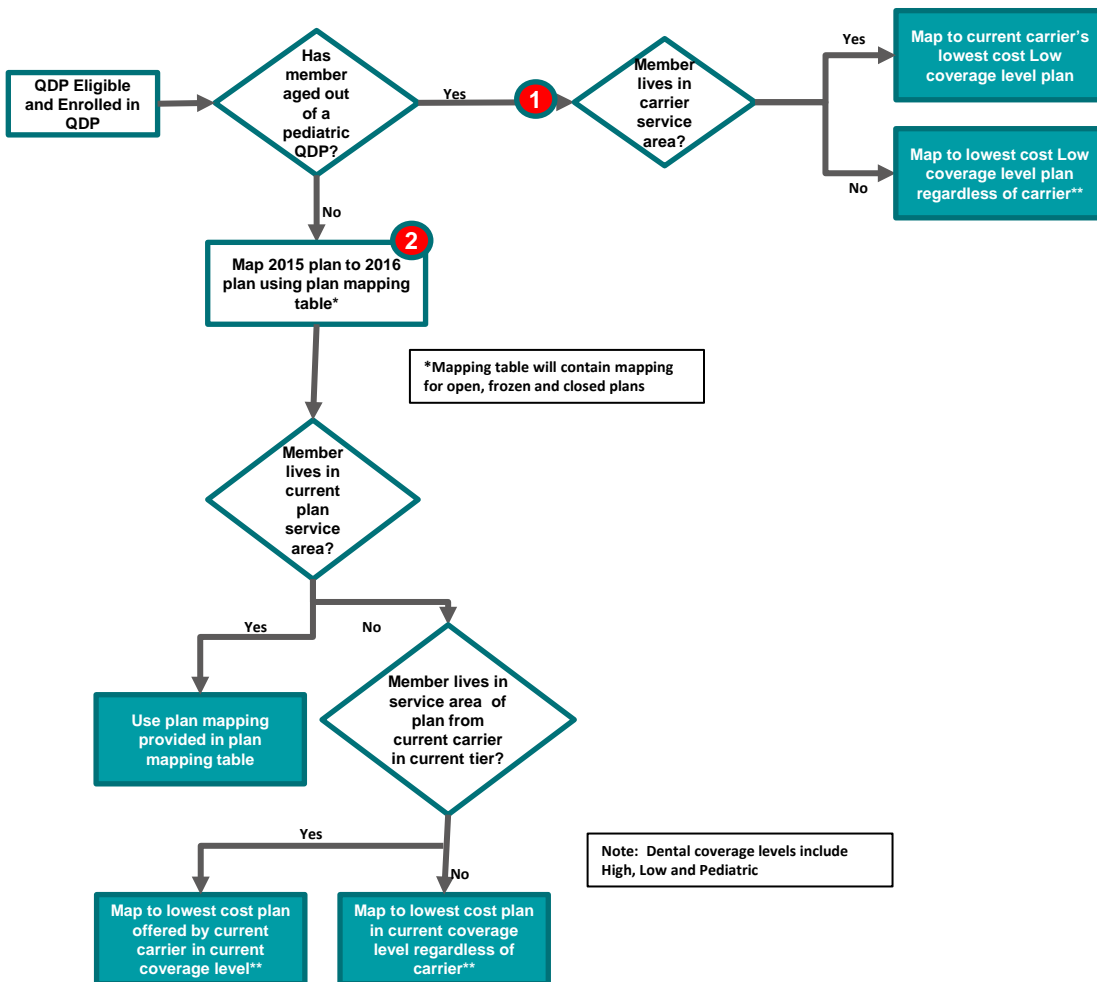 QDP Eligible
and Enrolled in
QDP
Has
member
aged out
of a
pediatric
QDP?
Yes
1
Member
lives in
carrier
service
area?
Yes
Map to current carrier's
lowest cost Low
coverage level plan
No
Map to lowest cost Low
coverage level plan
regardless of carrier**
No
2
Map 2015 plan to 2016
plan using plan mapping
table*
*Mapping table will contain mapping
for open, frozen and closed plans
Member
lives in
current
plan
service
area?
Yes
No
Use plan mapping
provided in plan
mapping table
Member lives in
service area of
plan from
current carrier
in current tier?
Yes
No
Note: Dental coverage levels include
High, Low and Pediatric
Map to lowest cost plan
offered by current
carrier in current
coverage level**
Map to lowest cost plan
in current coverage
level regardless of
carrier**